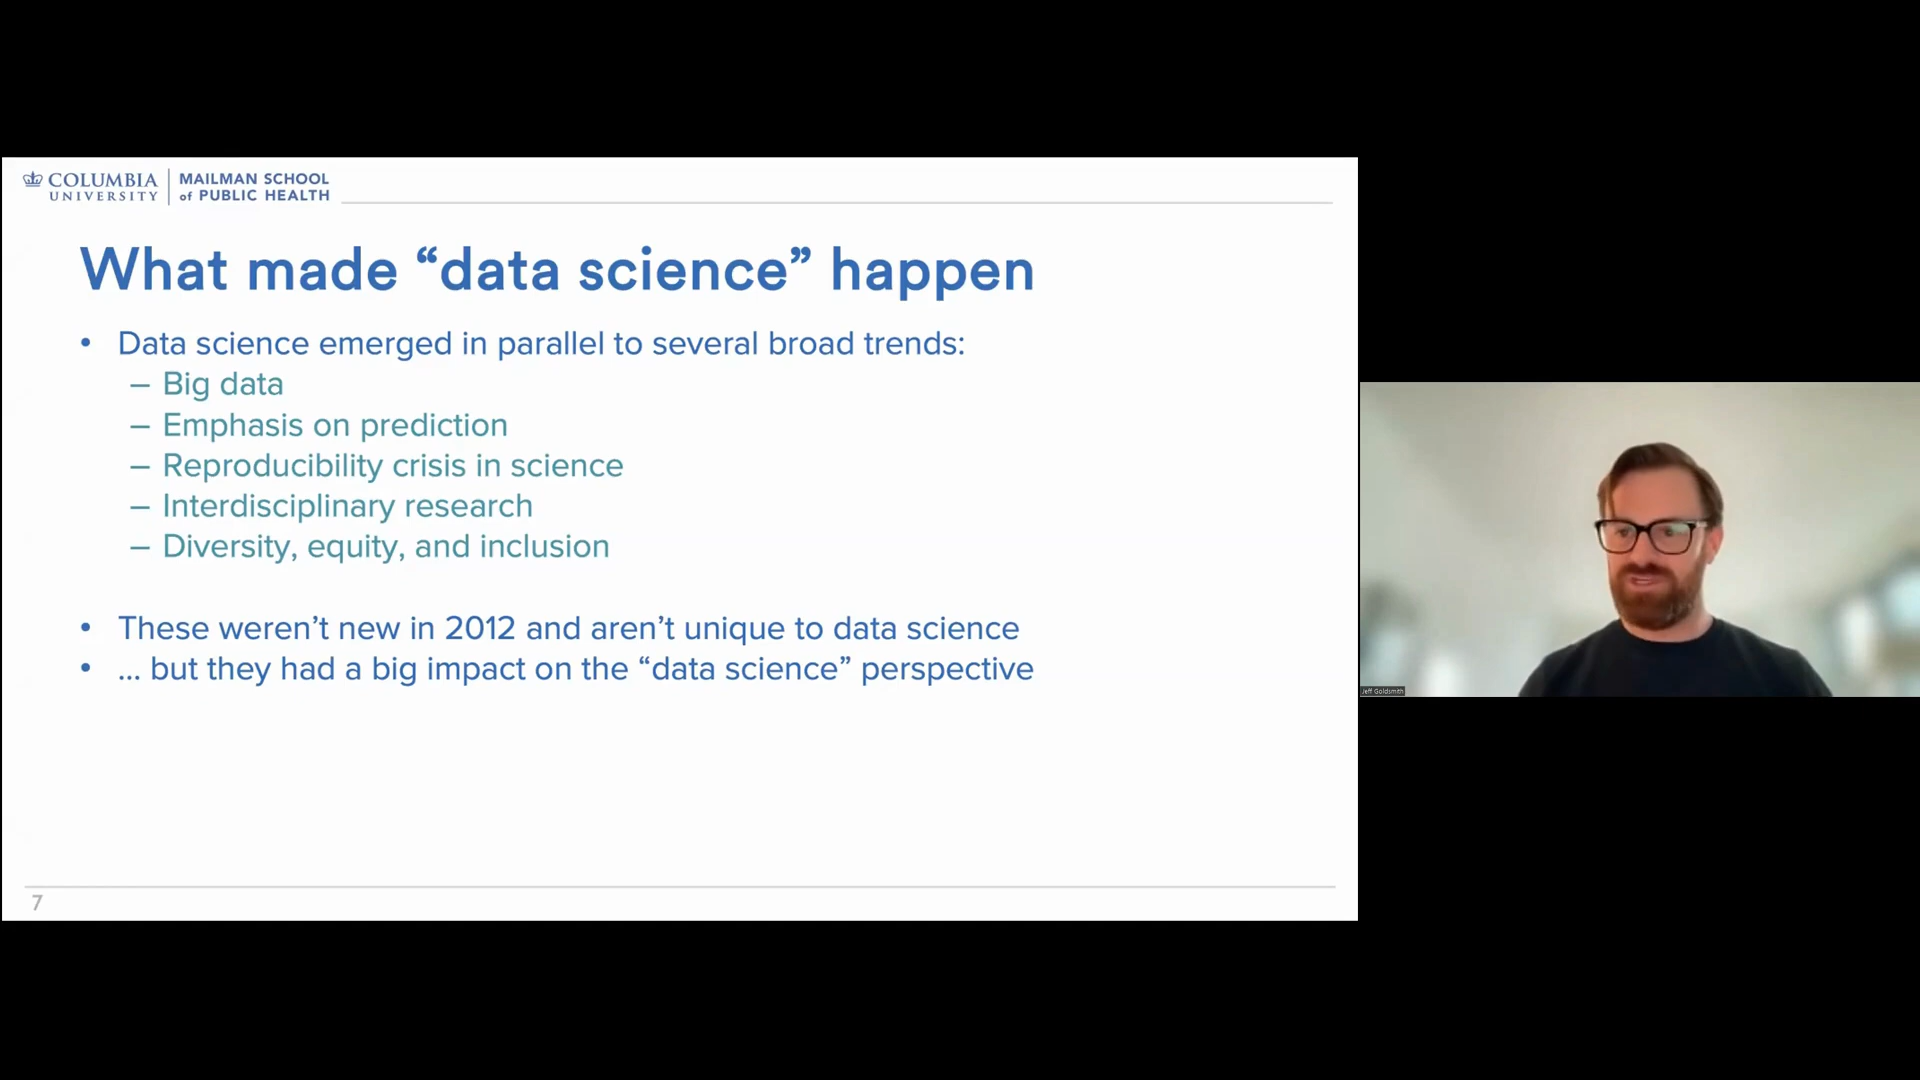 COLUMBIA UNIVERSITY
MAILMAN SCHOOL
of PUBLIC HEALTH
What made “data science” happen
• Data science emerged in parallel to several broad trends:
– Big data
– Emphasis on prediction
– Reproducibility crisis in science
– Interdisciplinary research
– Diversity, equity, and inclusion
• These weren’t new in 2012 and aren’t unique to data science
• ... but they had a big impact on the “data science” perspective
7
Jeff Goldsmith